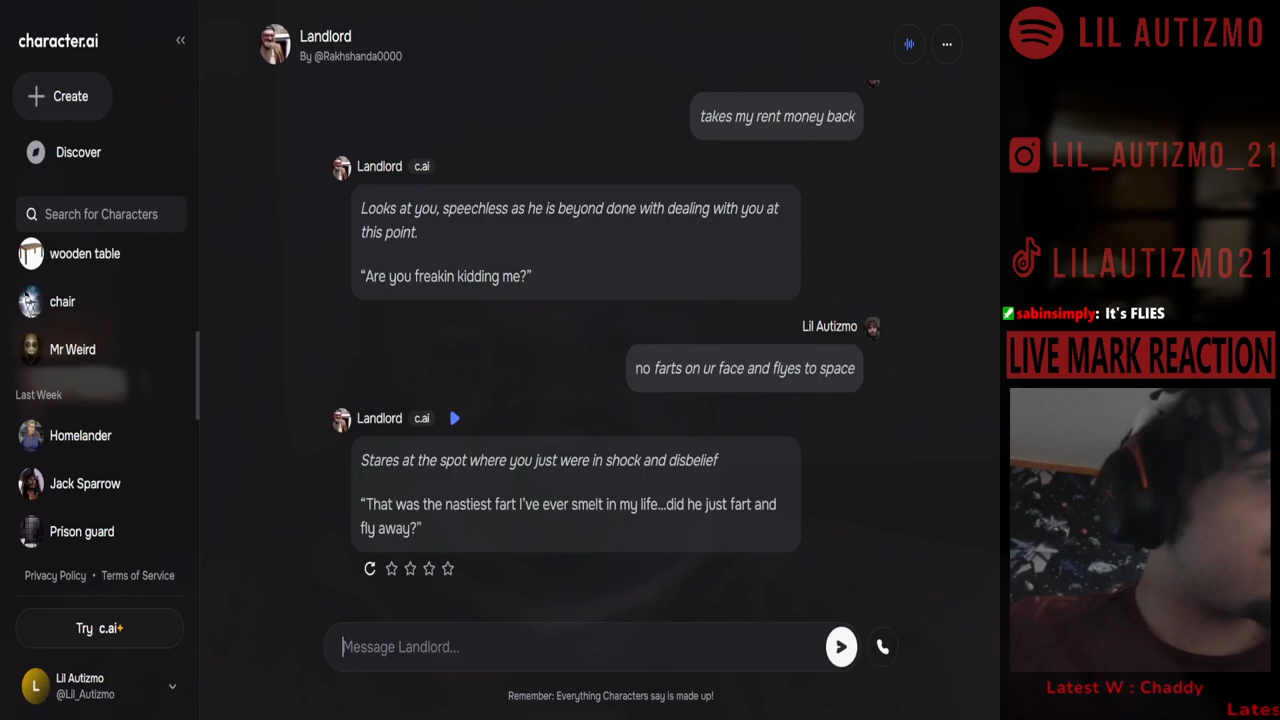 character.ai
Create
Discover
Search for Characters
wooden table
chair
Mr Weird
Last Week
Homelander
Jack Sparrow
Prison guard
Privacy Policy • Terms of Service
Try c.ai+
L
Lil Autizmo
@Lil_Autizmo
Landlord
By @Rakhshanda0000
takes my rent money back
Landlord c.ai
Looks at you, speechless as he is beyond done with dealing with you at
this point.
“Are you freakin kidding me?”
Lil Autizmo
no farts on ur face and flyes to space
Landlord c.ai
Stares at the spot where you just were in shock and disbelief
“That was the nastiest fart I’ve ever smelt in my life...did he just fart and
fly away?”
Message Landlord...
Remember: Everything Characters say is made up!
LIL AUTIZMO
LIL_AUTIZMO_21
LILAUTIZMO21
sabinsimply: It's FLIES
LIVE MARK REACTION
Latest W : Chaddy
Lates